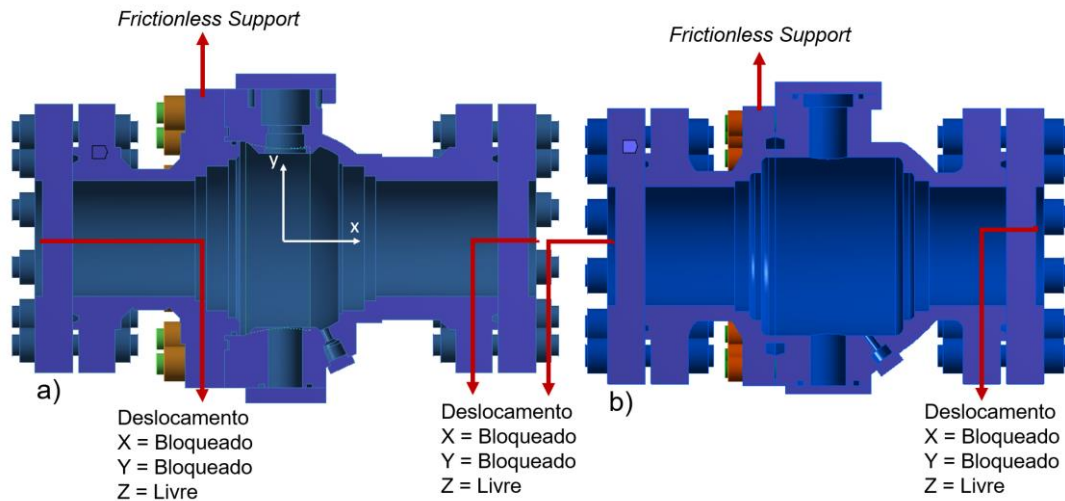 Frictionless Support
Frictionless Support
y
x
a)
b)
Deslocamento
X = Bloqueado
Y = Bloqueado
Z = Livre
Deslocamento
X = Bloqueado
Y = Bloqueado
Z = Livre
Deslocamento
X = Bloqueado
Y = Bloqueado
Z = Livre